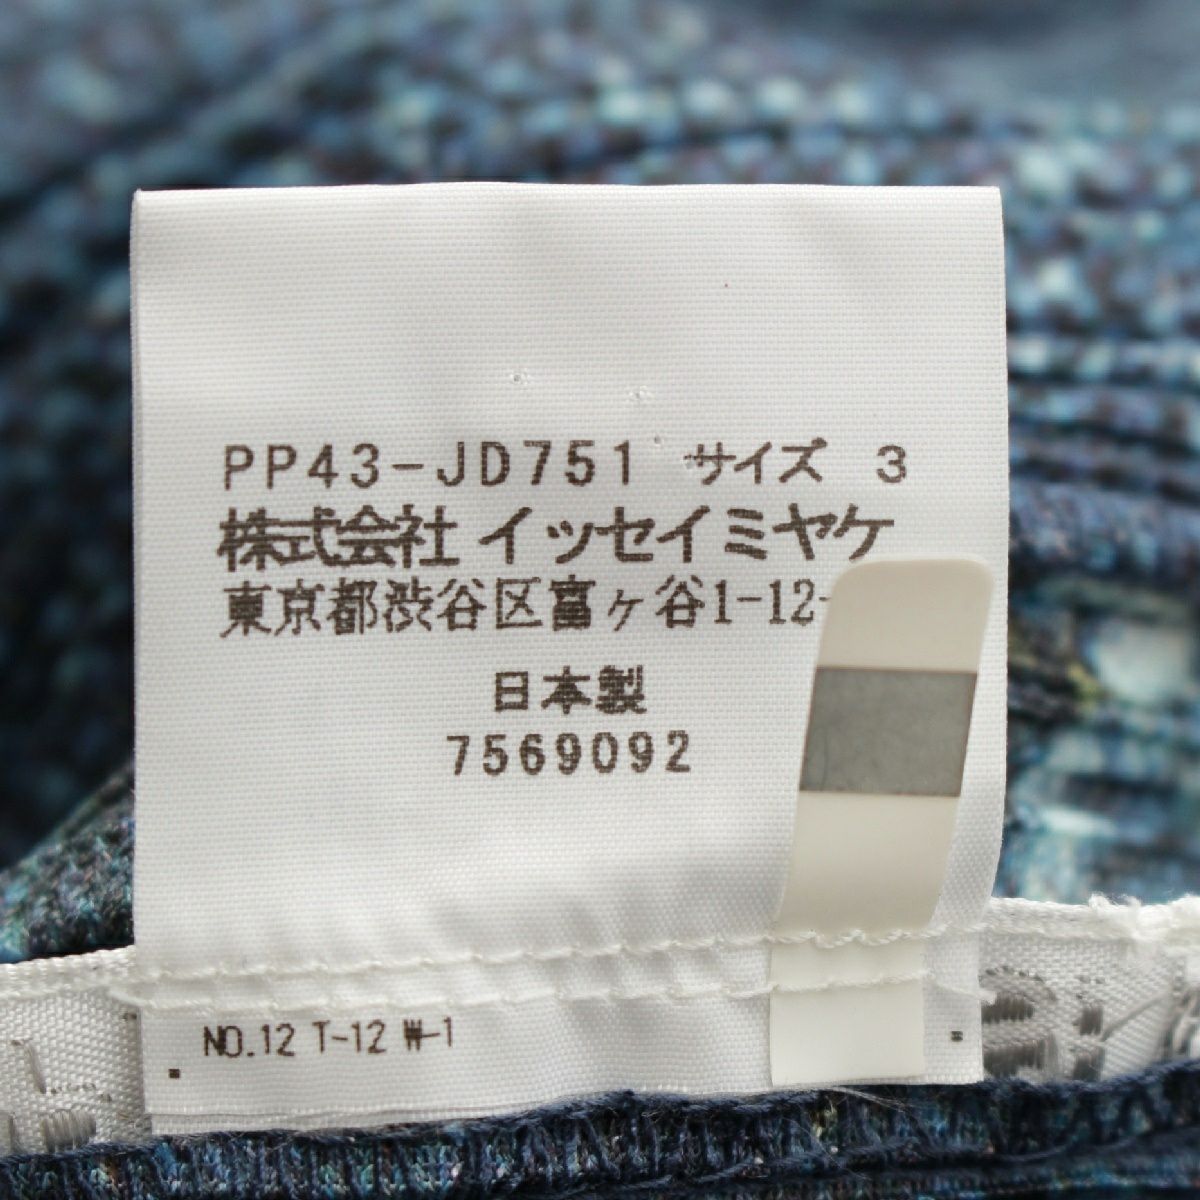 PP43-JD751 サイズ 3
株式会社 イッセイミヤケ
東京都渋谷区富ヶ谷1-12-
日本製
7569092
NO.12 T-12 W-1